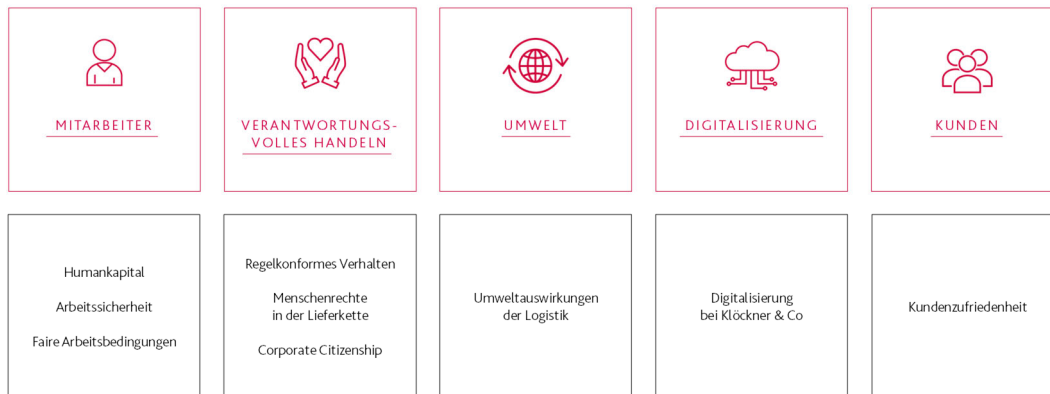 MITARBEITER
VERANTWORTUNGS-
VOLLES HANDELN
UMWELT
DIGITALISIERUNG
KUNDEN
Humankapital
Arbeitssicherheit
Faire Arbeitsbedingungen
Regelkonformes Verhalten
Menschenrechte
in der Lieferkette
Corporate Citizenship
Umweltauswirkungen
der Logistik
Digitalisierung
bei Klöckner & Co
Kundenzufriedenheit